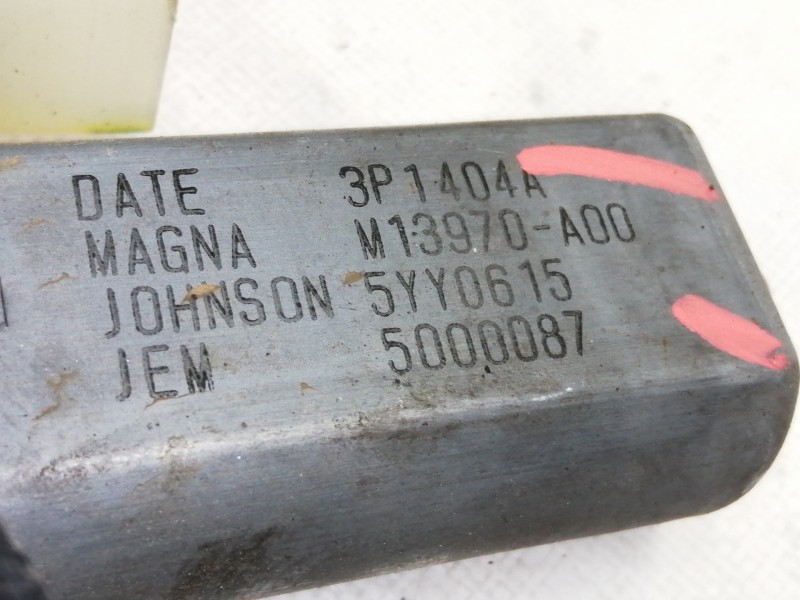 DATE 3P1404A
MAGNA M13970-A00
JOHNSON 5YY0615
JEM 5000087